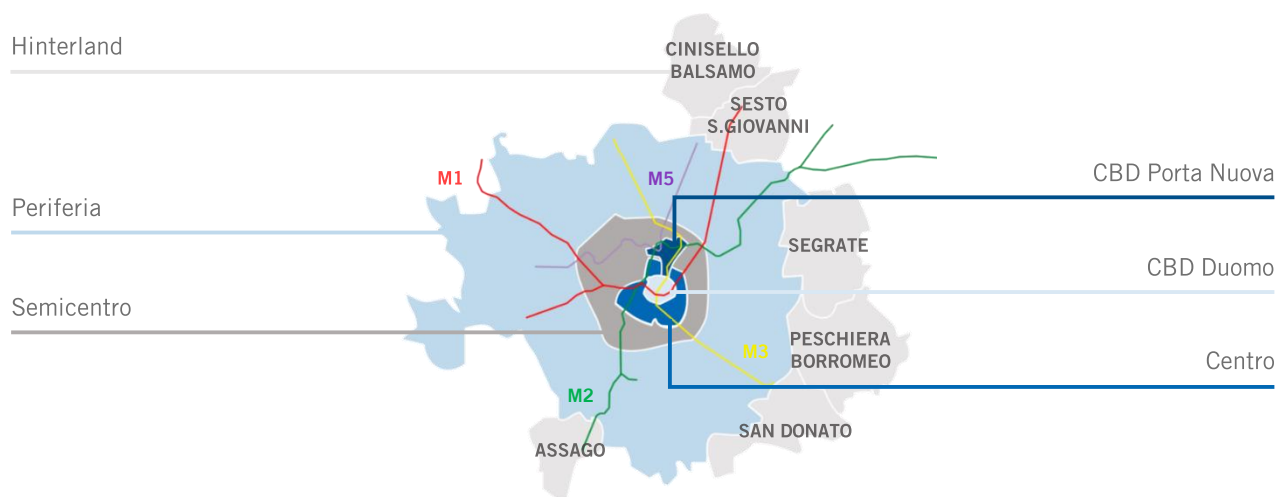 Hinterland
CINISELLO
BALSAMO
SESTO
S.GIOVANNI
CBD Porta Nuova
M1
M5
Periferia
SEGRATE
CBD Duomo
Semicentro
PESCHIERA
BORROMEO
M3
Centro
M2
SAN DONATO
ASSAGO